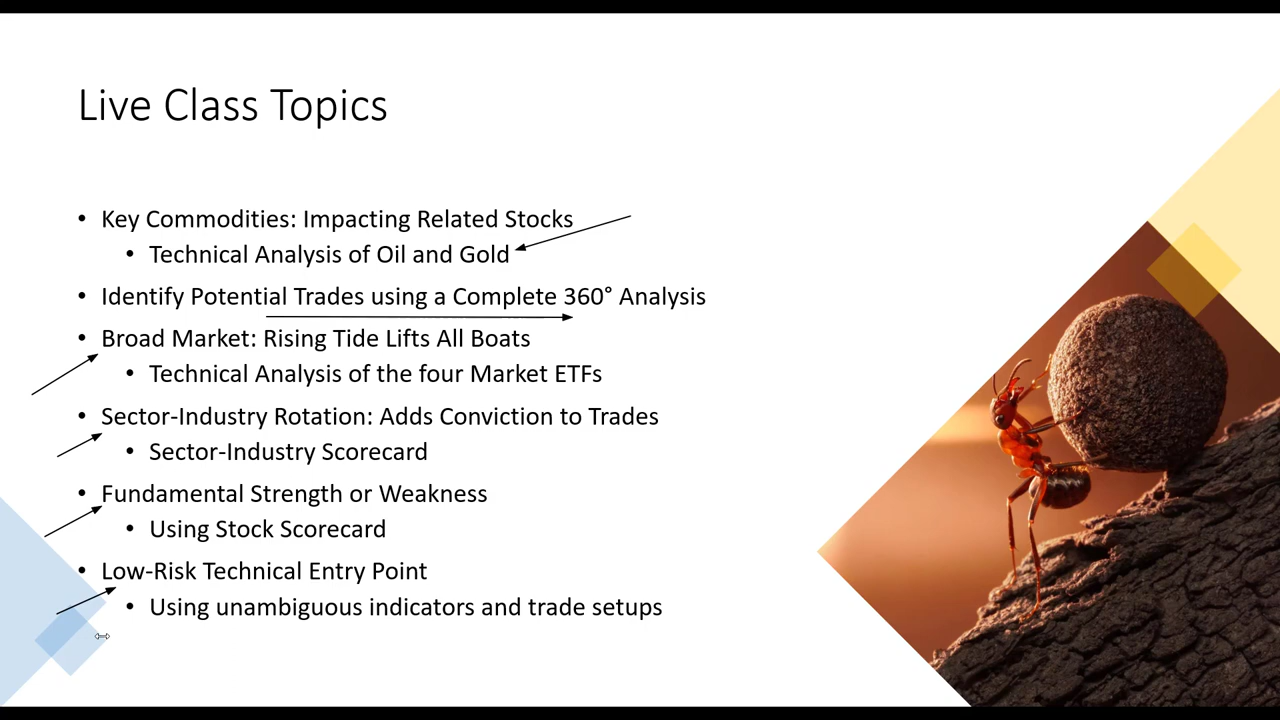 Live Class Topics
• Key Commodities: Impacting Related Stocks
• Technical Analysis of Oil and Gold
• Identify Potential Trades using a Complete 360° Analysis
• Broad Market: Rising Tide Lifts All Boats
• Technical Analysis of the four Market ETFs
• Sector-Industry Rotation: Adds Conviction to Trades
• Sector-Industry Scorecard
• Fundamental Strength or Weakness
• Using Stock Scorecard
• Low-Risk Technical Entry Point
• Using unambiguous indicators and trade setups